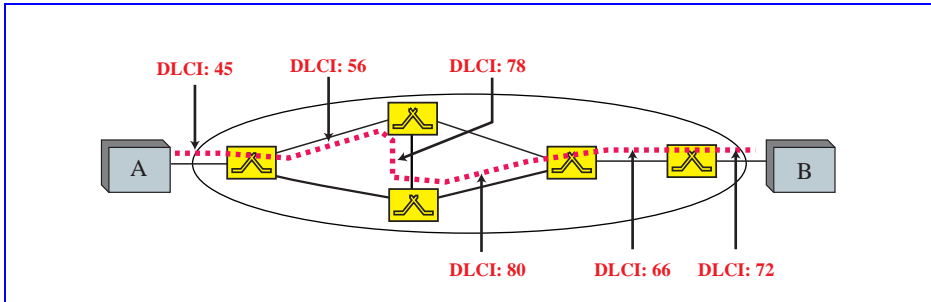 DLCI: 45
DLCI: 56
DLCI: 78
A
B
DLCI: 80
DLCI: 66
DLCI: 72